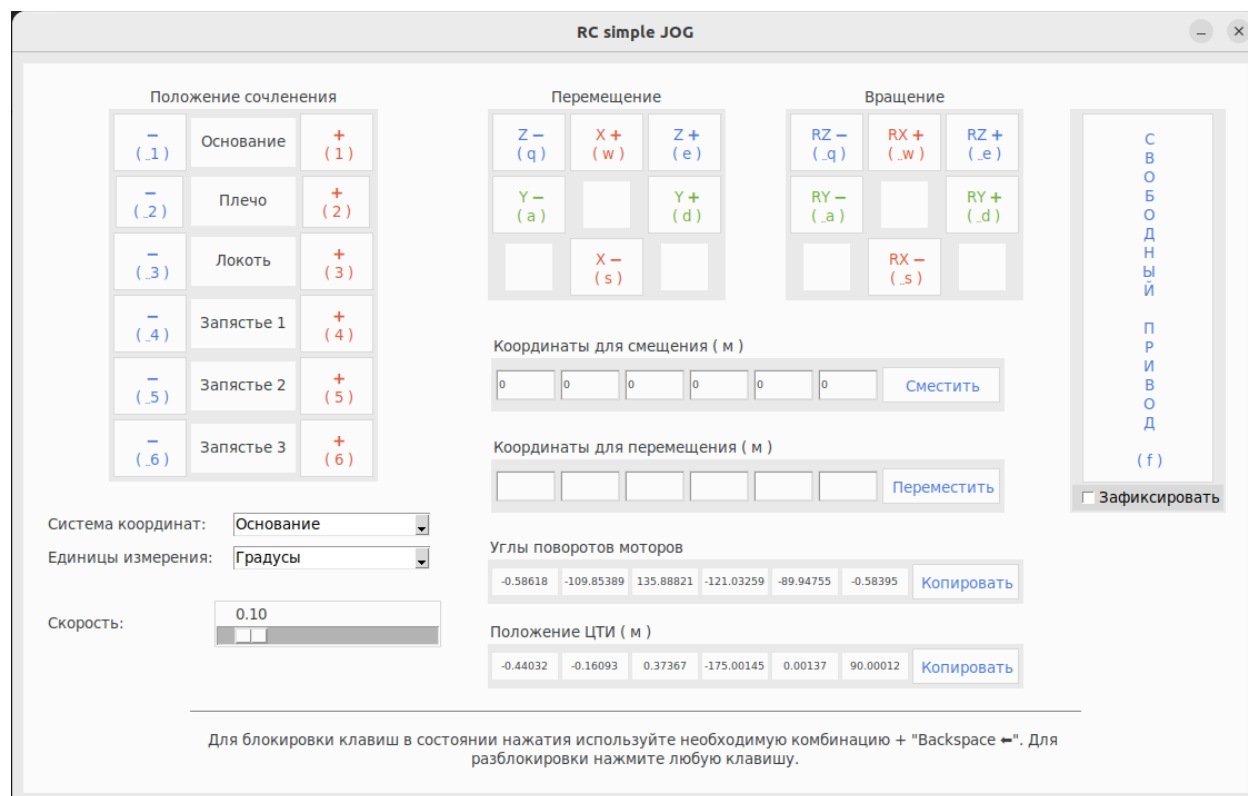 RC simple JOG
Положение сочленения
− Основание +
( _1) ( 1 )
− Плечо +
( _2) ( 2 )
− Локоть +
( _3) ( 3 )
− Запястье 1 +
( _4) ( 4 )
− Запястье 2 +
( _5) ( 5 )
− Запястье 3 +
( _6) ( 6 )
Система координат: Основание
Единицы измерения: Градусы
Скорость: 0.10
Перемещение
Z − X + Z +
( q ) ( w ) ( e )
Y − Y +
( a ) ( d )
X −
( s )
Вращение
RZ − RX + RZ +
( _q ) ( _w ) ( _e )
RY − RY +
( _a ) ( _d )
RX −
( _s )
Координаты для смещения ( м )
0 0 0 0 0 0 Сместить
Координаты для перемещения ( м )
Переместить
Углы поворотов моторов
-0.58618 -109.85389 135.88821 -121.03259 -89.94755 -0.58395 Копировать
Положение ЦТИ ( м )
-0.44032 -0.16093 0.37367 -175.00145 0.00137 90.00012 Копировать
С
В
О
Б
О
Д
Н
Ы
Й
П
Р
И
В
О
Д
( f )
Зафиксировать
Для блокировки клавиш в состоянии нажатия используйте необходимую комбинацию + "Backspace ⬅". Для
разблокировки нажмите любую клавишу.